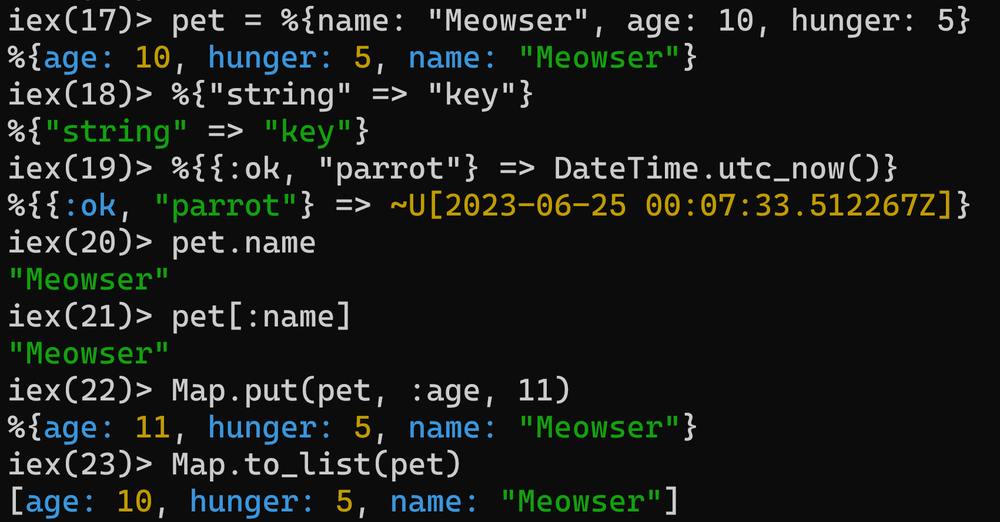 iex(17)> pet = %{name: "Meowser", age: 10, hunger: 5}
%{age: 10, hunger: 5, name: "Meowser"}
iex(18)> %{"string" => "key"}
%{"string" => "key"}
iex(19)> %{{:ok, "parrot"} => DateTime.utc_now()}
%{{:ok, "parrot"} => ~U[2023-06-25 00:07:33.512267Z]}
iex(20)> pet.name
"Meowser"
iex(21)> pet[:name]
"Meowser"
iex(22)> Map.put(pet, :age, 11)
%{age: 11, hunger: 5, name: "Meowser"}
iex(23)> Map.to_list(pet)
[age: 10, hunger: 5, name: "Meowser"]